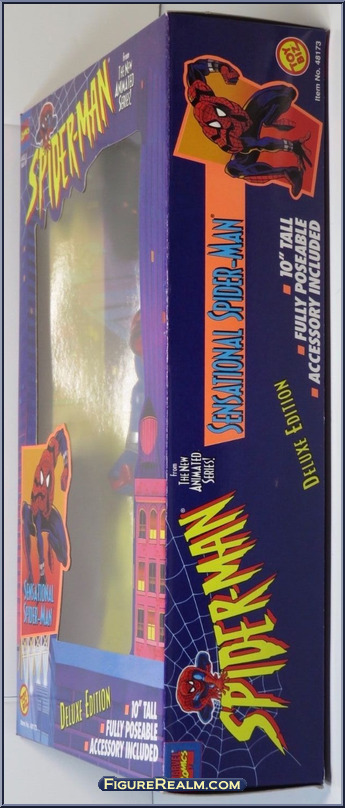 from
THE NEW
ANIMATED
SERIES!
SPIDER-MAN
SENSATIONAL
SPIDER-MAN
DELUXE EDITION
10" TALL
FULLY POSEABLE
ACCESSORY INCLUDED
TOY
BIZ
Item No. 48173
SENSATIONAL SPIDER-MAN
10" TALL
FULLY POSEABLE
ACCESSORY INCLUDED
DELUXE EDITION
from
THE NEW
ANIMATED
SERIES!
SPIDER-MAN
MARVEL
COMICS
FIGUREREALM.COM